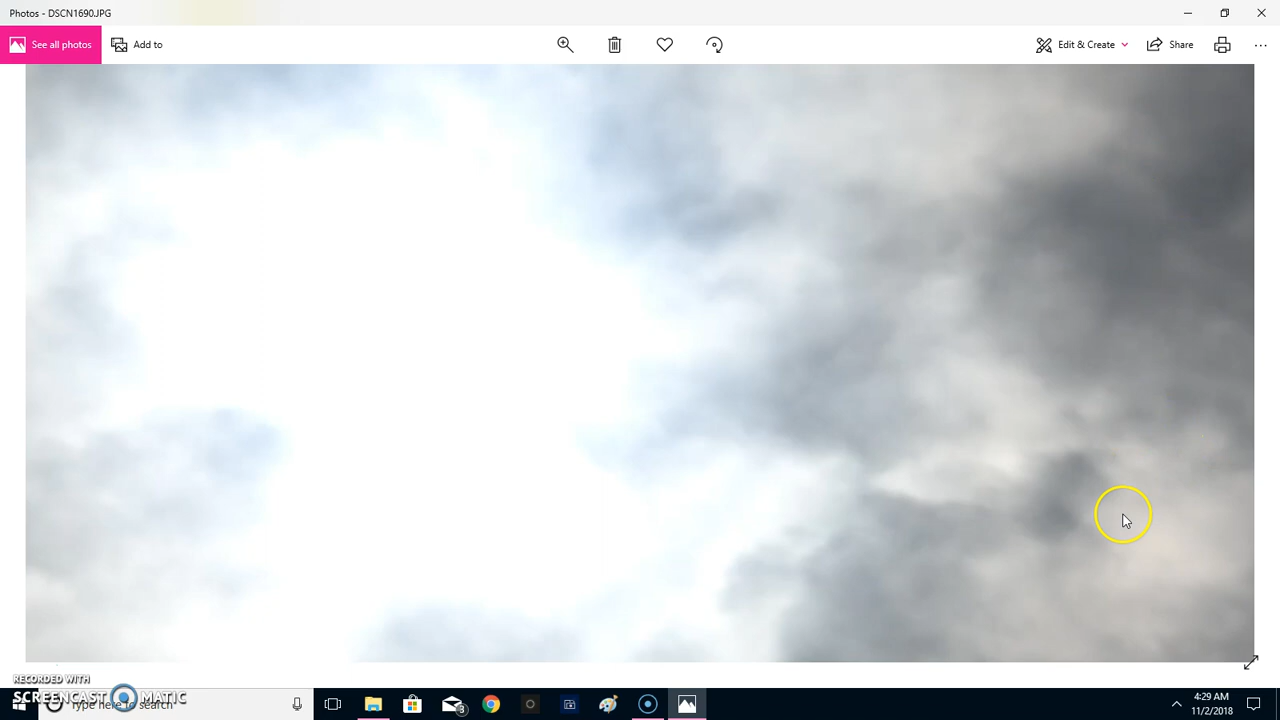 Photos - DSCN1690.JPG
See all photos
Add to
Edit & Create
Share
RECORDED WITH
SCREENCAST MATIC
Type here to search
3
4:29 AM
11/2/2018